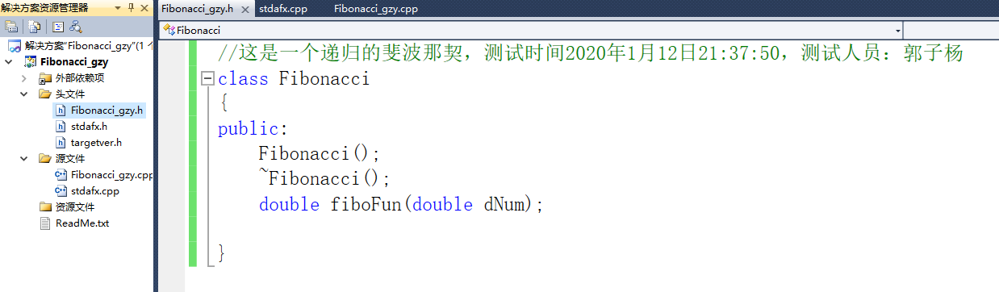 解决方案资源管理器
解决方案"Fibonacci_gzy"(1 个
Fibonacci_gzy
外部依赖项
头文件
Fibonacci_gzy.h
stdafx.h
targetver.h
源文件
Fibonacci_gzy.cpp
stdafx.cpp
资源文件
ReadMe.txt
Fibonacci_gzy.h stdafx.cpp Fibonacci_gzy.cpp
Fibonacci
//这是一个递归的斐波那契，测试时间2020年1月12日21:37:50，测试人员：郭子杨
class Fibonacci
{
public:
Fibonacci();
~Fibonacci();
double fiboFun(double dNum);
}